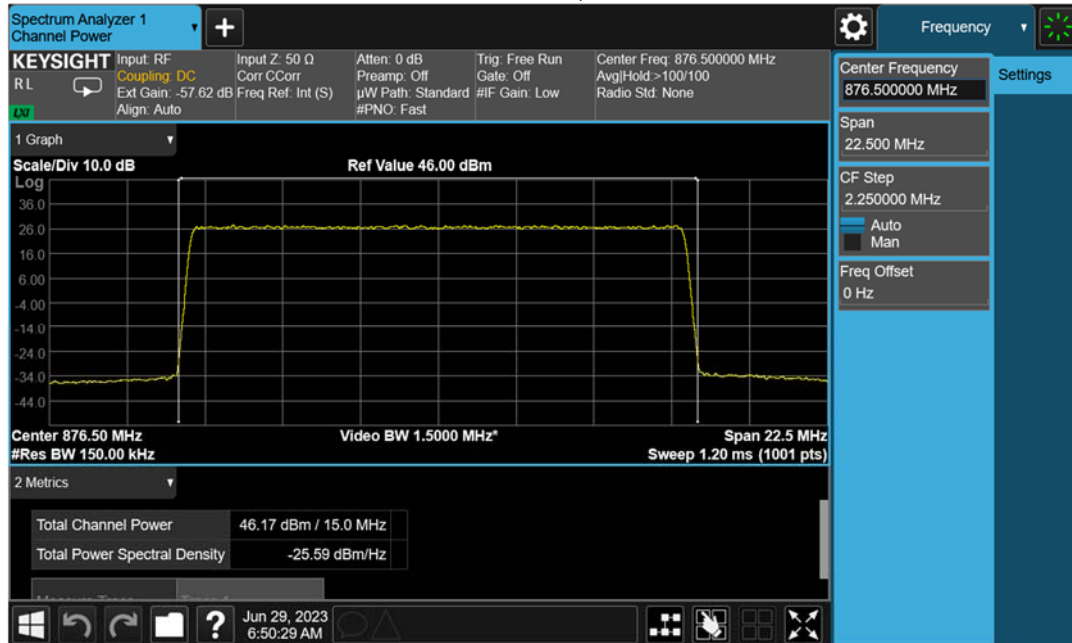 Spectrum Analyzer 1
Channel Power
+
Frequency
KEYSIGHT
R L
LXI
Input: RF
Coupling: DC
Ext Gain: -57.62 dB
Align: Auto
Input Z: 50 Ω
Corr CCorr
Freq Ref: Int (S)
Atten: 0 dB
Preamp: Off
µW Path: Standard
#PNO: Fast
Trig: Free Run
Gate: Off
#IF Gain: Low
Center Freq: 876.500000 MHz
Avg|Hold:>100/100
Radio Std: None
Center Frequency
876.500000 MHz
Settings
Span
22.500 MHz
CF Step
2.250000 MHz
Auto
Man
Freq Offset
0 Hz
1 Graph
Scale/Div 10.0 dB
Ref Value 46.00 dBm
Log
36.0
26.0
16.0
6.00
-4.00
-14.0
-24.0
-34.0
-44.0
Center 876.50 MHz
Video BW 1.5000 MHz*
Span 22.5 MHz
#Res BW 150.00 kHz
Sweep 1.20 ms (1001 pts)
2 Metrics
Total Channel Power 46.17 dBm / 15.0 MHz
Total Power Spectral Density -25.59 dBm/Hz
?
Jun 29, 2023
6:50:29 AM